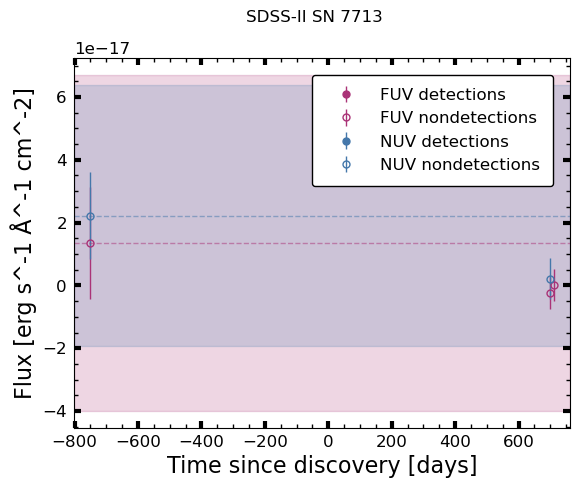 SDSS-II SN 7713
1e−17
FUV detections
FUV nondetections
NUV detections
NUV nondetections
6
4
2
0
−2
−4
Flux [erg s^-1 Å^-1 cm^-2]
−800 −600 −400 −200 0 200 400 600
Time since discovery [days]